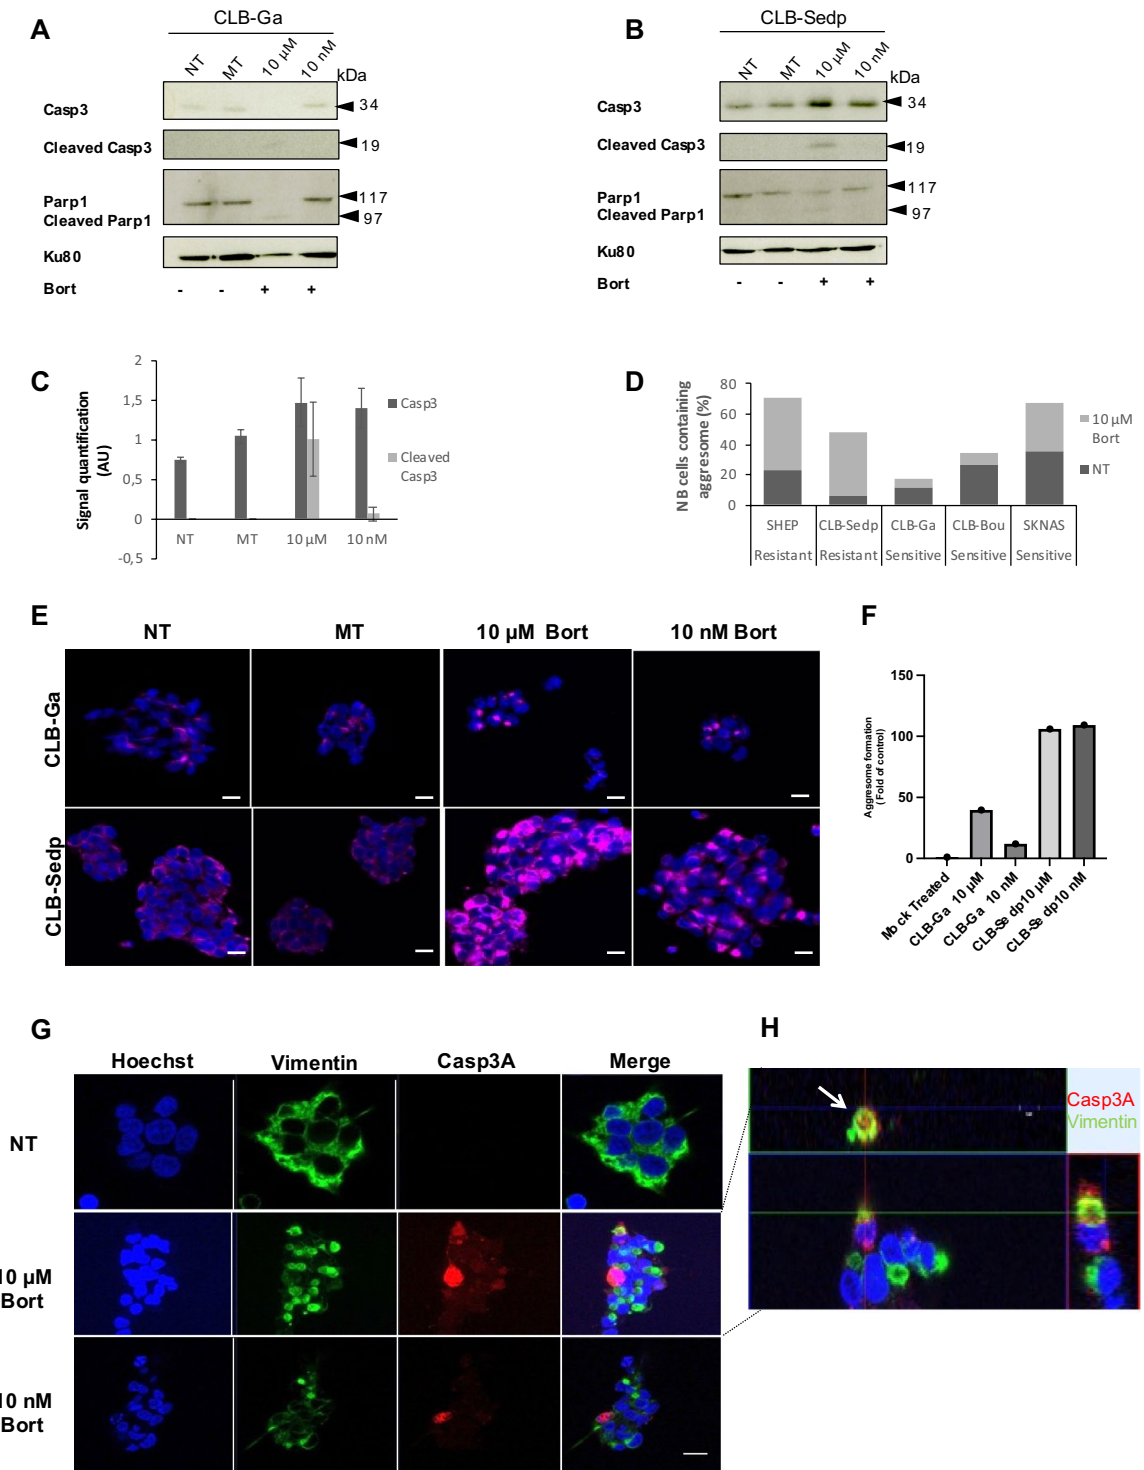 A
CLB-Ga
NT MT 10 µM 10 nM
kDa
Casp3 34
Cleaved Casp3 19
Parp1 117
Cleaved Parp1 97
Ku80
Bort - - + +
B
CLB-Sedp
NT MT 10 µM 10 nM
kDa
Casp3 34
Cleaved Casp3 19
Parp1 117
Cleaved Parp1 97
Ku80
Bort - - + +
C
Signal quantification
(AU)
2
1,5
1
0,5
0
-0,5
NT MT 10 µM 10 nM
Casp3
Cleaved
Casp3
D
NB cells containing
aggresome (%)
80
60
40
20
0
SHEP CLB-Sedp CLB-Ga CLB-Bou SKNAS
Resistant Resistant Sensitive Sensitive Sensitive
10 µM
Bort
NT
E
NT MT 10 µM Bort 10 nM Bort
CLB-Ga
CLB-Sedp
F
Aggresome formation
(Fold of control)
150
100
50
0
Mock Treated
CLB-Ga 10 µM
CLB-Ga 10 nM
CLB-Se dp10 µM
CLB-Se dp10 nM
G
Hoechst Vimentin Casp3A Merge
NT
10 µM
Bort
10 nM
Bort
H
Casp3A
Vimentin